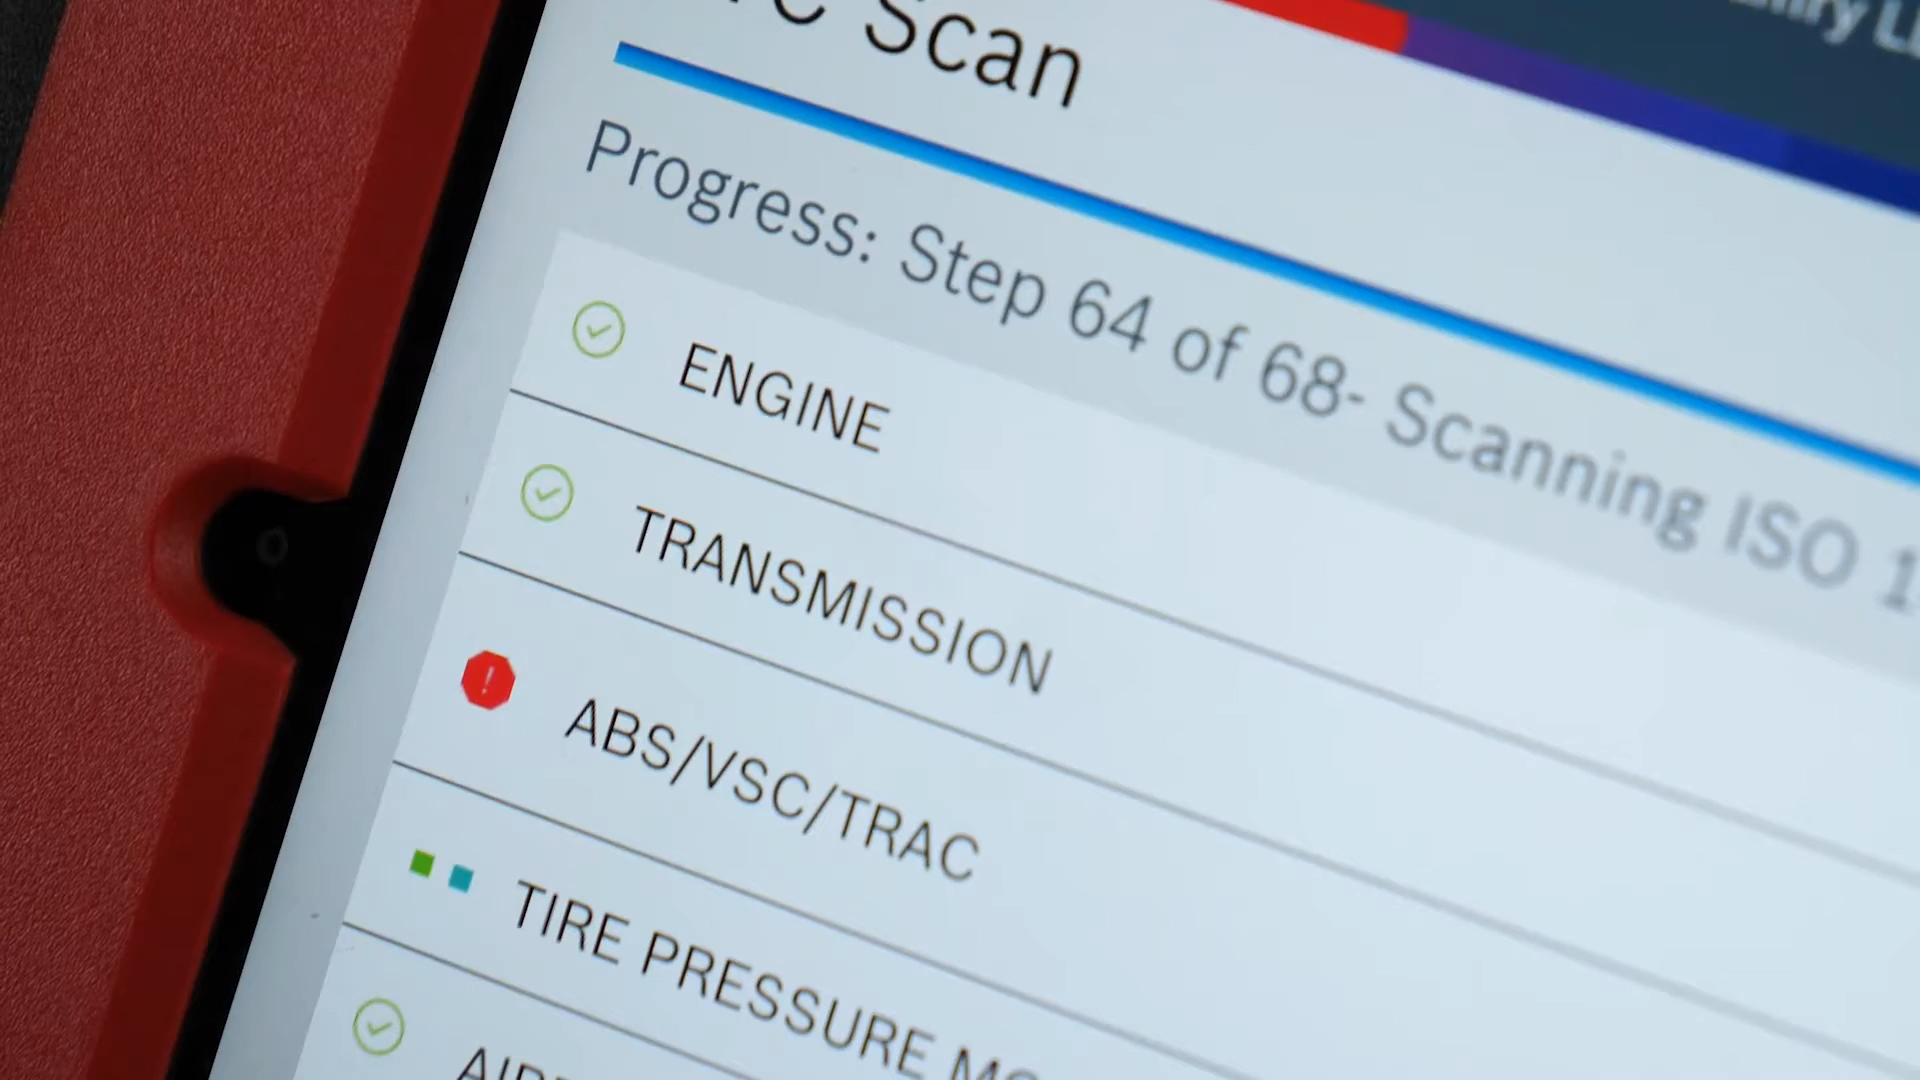 Scan
Progress: Step 64 of 68- Scanning ISO
ENGINE
TRANSMISSION
ABS/VSC/TRAC
TIRE PRESSURE